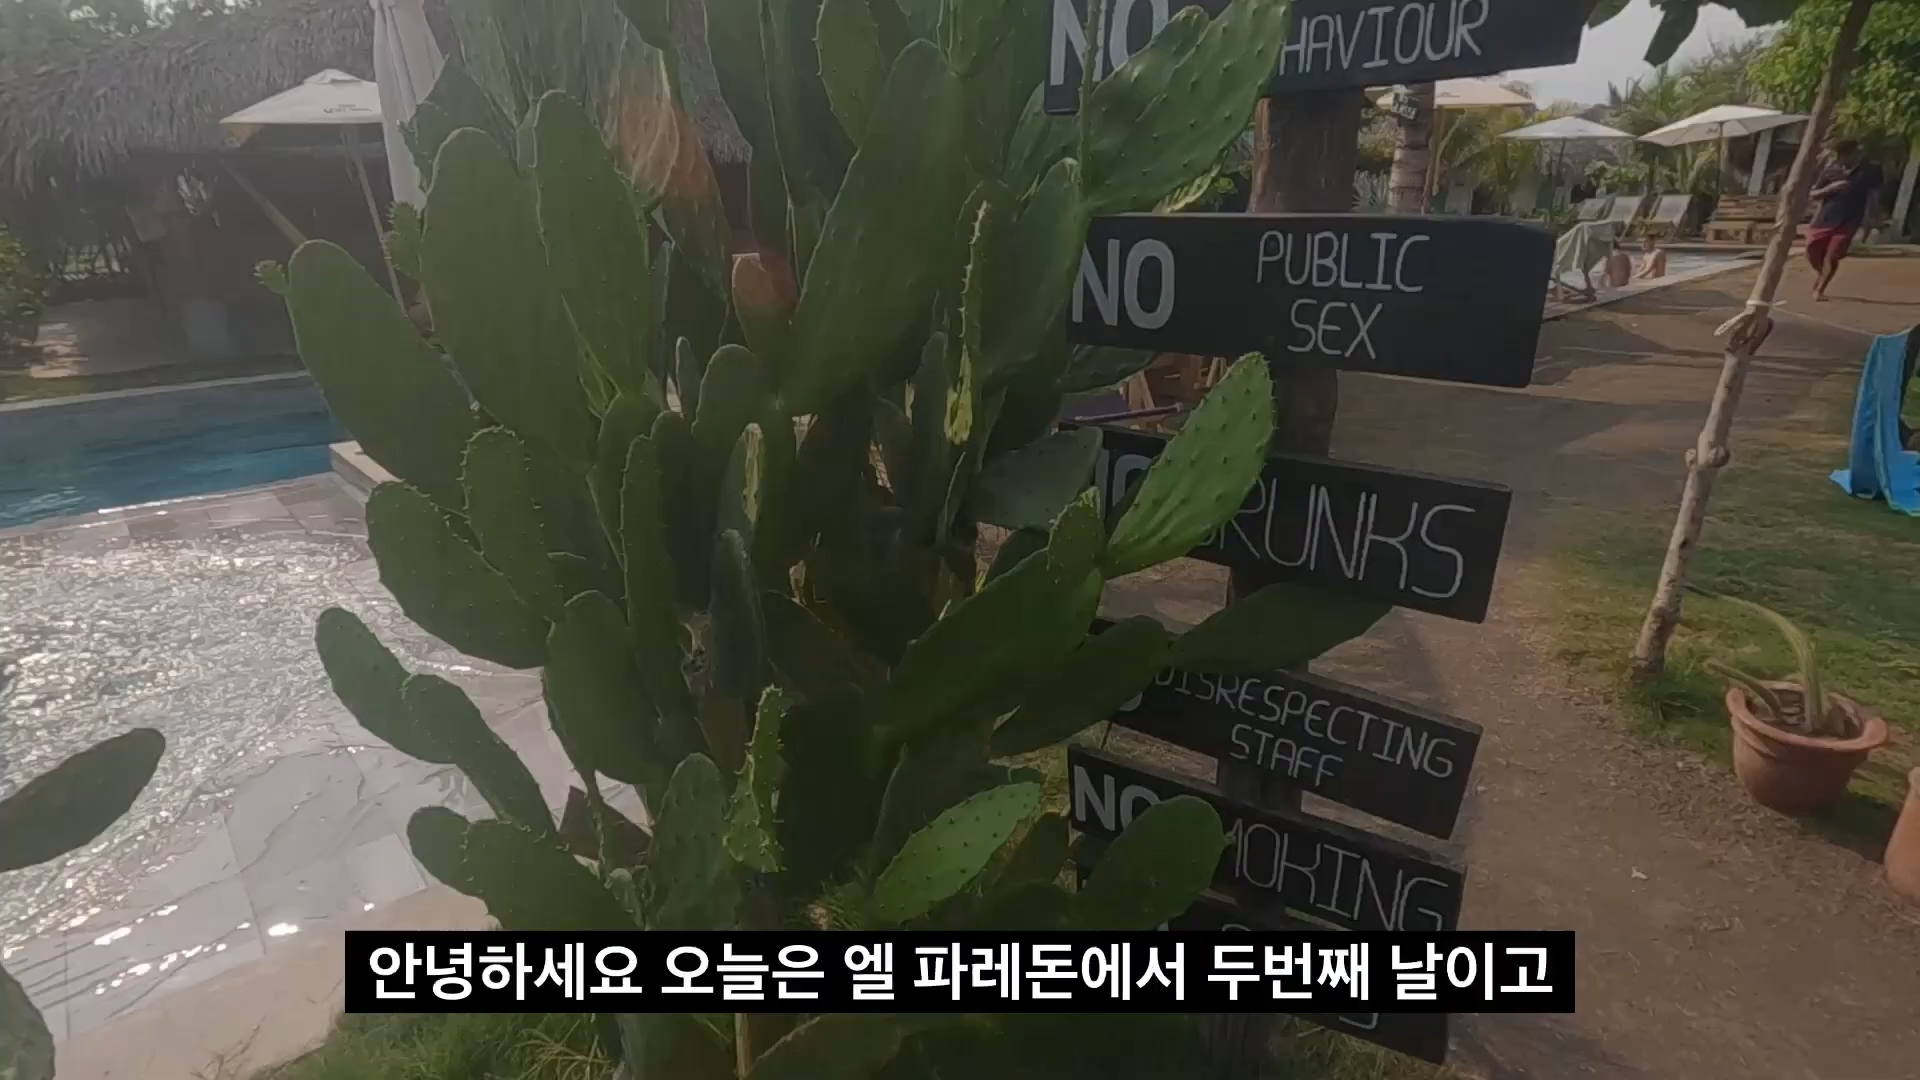 NO
HAVIOUR
NO
PUBLIC
SEX
RUNKS
DISRESPECTING
STAFF
NO
MOKING
안녕하세요 오늘은 엘 파레돈에서 두번째 날이고